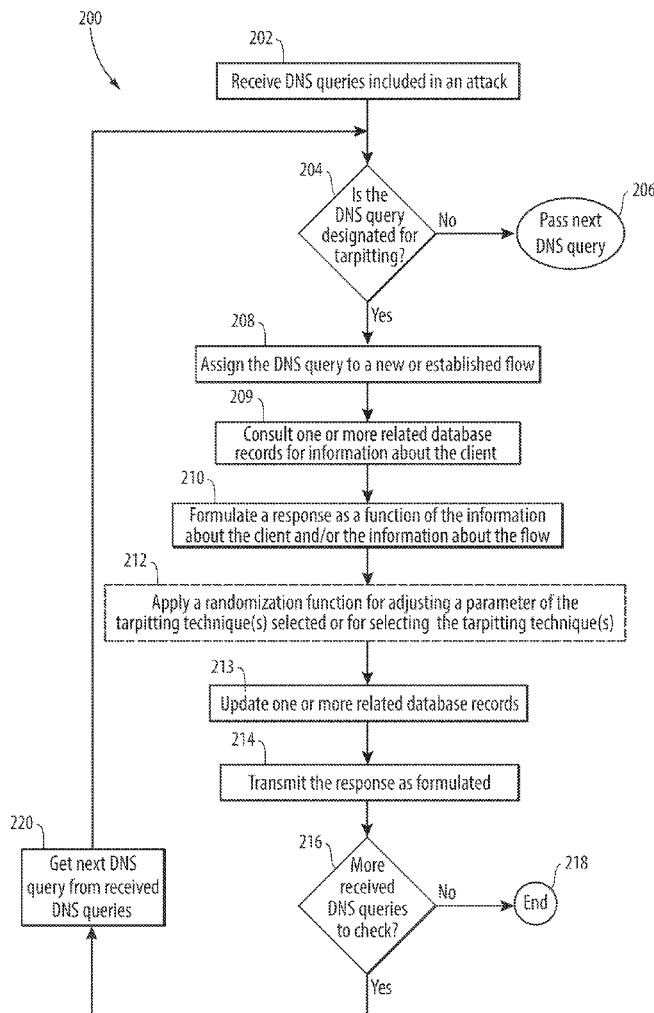 200
202
Receive DNS queries included in an attack
204
Is the
DNS query
designated for
tarpitting?
No
206
Pass next
DNS query
Yes
208
Assign the DNS query to a new or established flow
209
Consult one or more related database
records for information about the client
210
Formulate a response as a function of the information
about the client and/or the information about the flow
212
Apply a randomization function for adjusting a parameter of the
tarpitting technique(s) selected or for selecting the tarpitting technique(s)
213
Update one or more related database records
214
Transmit the response as formulated
220
Get next DNS
query from received
DNS queries
216
More
received
DNS queries
to check?
No
218
End
Yes